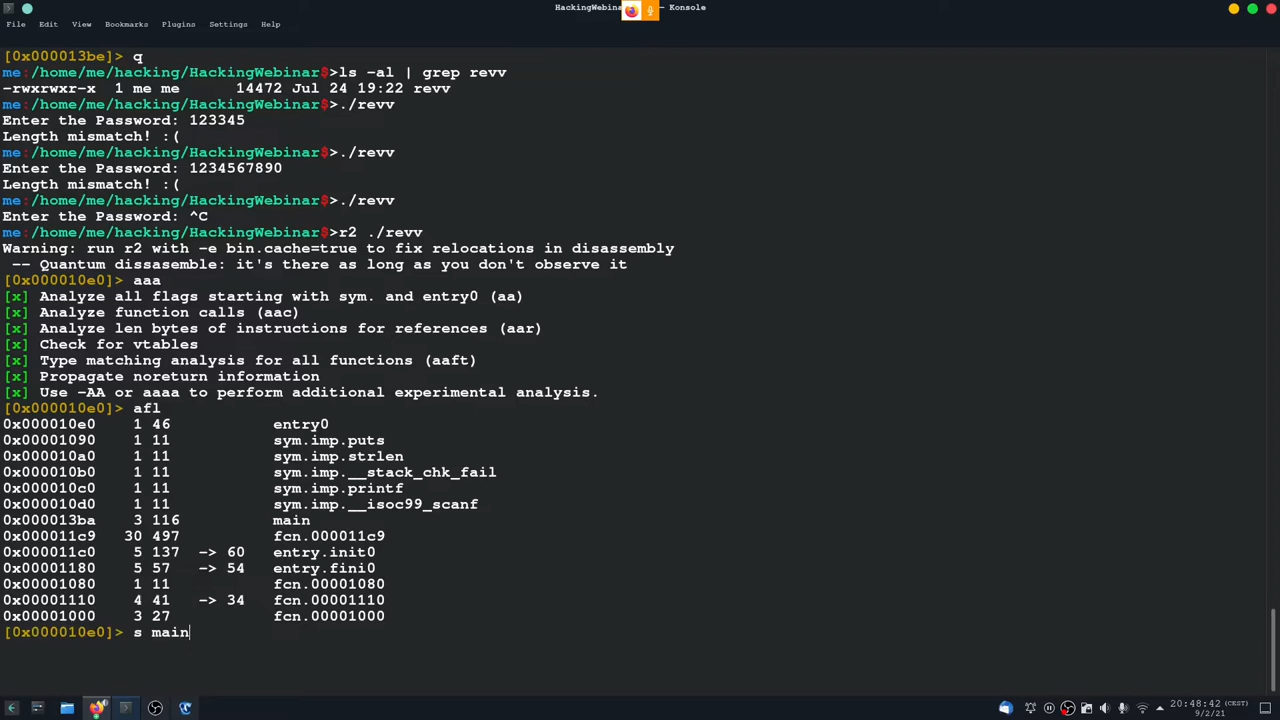 HackingWebinar — Konsole
File Edit View Bookmarks Plugins Settings Help
[0x000013be]> q
me:/home/me/hacking/HackingWebinar$>ls -al | grep revv
-rwxrwxr-x 1 me me 14472 Jul 24 19:22 revv
me:/home/me/hacking/HackingWebinar$>./revv
Enter the Password: 123345
Length mismatch! :(
me:/home/me/hacking/HackingWebinar$>./revv
Enter the Password: 1234567890
Length mismatch! :(
me:/home/me/hacking/HackingWebinar$>./revv
Enter the Password: ^C
me:/home/me/hacking/HackingWebinar$>r2 ./revv
Warning: run r2 with -e bin.cache=true to fix relocations in disassembly
-- Quantum dissasemble: it's there as long as you don't observe it
[0x000010e0]> aaa
[x] Analyze all flags starting with sym. and entry0 (aa)
[x] Analyze function calls (aac)
[x] Analyze len bytes of instructions for references (aar)
[x] Check for vtables
[x] Type matching analysis for all functions (aaft)
[x] Propagate noreturn information
[x] Use -AA or aaaa to perform additional experimental analysis.
[0x000010e0]> afl
0x000010e0 1 46 entry0
0x00001090 1 11 sym.imp.puts
0x000010a0 1 11 sym.imp.strlen
0x000010b0 1 11 sym.imp.__stack_chk_fail
0x000010c0 1 11 sym.imp.printf
0x000010d0 1 11 sym.imp.__isoc99_scanf
0x000013ba 3 116 main
0x000011c9 30 497 fcn.000011c9
0x000011c0 5 137 -> 60 entry.init0
0x00001180 5 57 -> 54 entry.fini0
0x00001080 1 11 fcn.00001080
0x00001110 4 41 -> 34 fcn.00001110
0x00001000 3 27 fcn.00001000
[0x000010e0]> s main
20:48:42 (CEST)
9/2/21